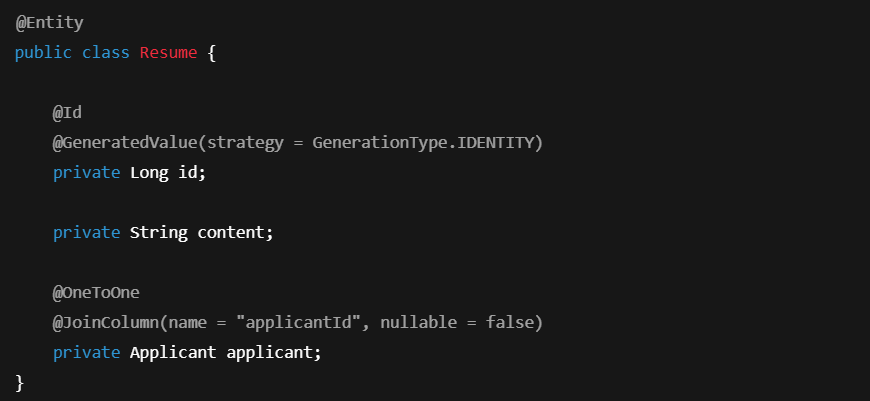 @Entity
public class Resume {
@Id
@GeneratedValue(strategy = GenerationType.IDENTITY)
private Long id;
private String content;
@OneToOne
@JoinColumn(name = "applicantId", nullable = false)
private Applicant applicant;
}